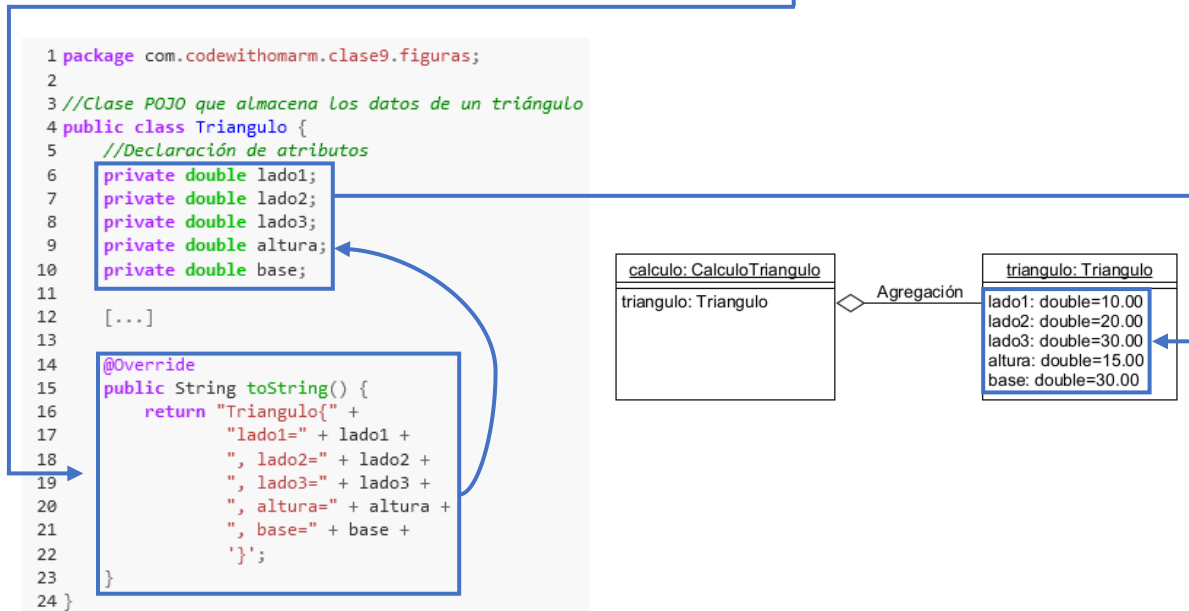 1 package com.codewithomarm.clase9.figuras;
2
3 //Clase POJO que almacena los datos de un triángulo
4 public class Triangulo {
5     //Declaración de atributos
6     private double lado1;
7     private double lado2;
8     private double lado3;
9     private double altura;
10     private double base;
11
12     [...]
13
14     @Override
15     public String toString() {
16         return "Triangulo{" +
17                 "lado1=" + lado1 +
18                 ", lado2=" + lado2 +
19                 ", lado3=" + lado3 +
20                 ", altura=" + altura +
21                 ", base=" + base +
22                 '}';
23     }
24 }
calculo: CalculoTriangulo
triangulo: Triangulo
Agregación
triangulo: Triangulo
lado1: double=10.00
lado2: double=20.00
lado3: double=30.00
altura: double=15.00
base: double=30.00